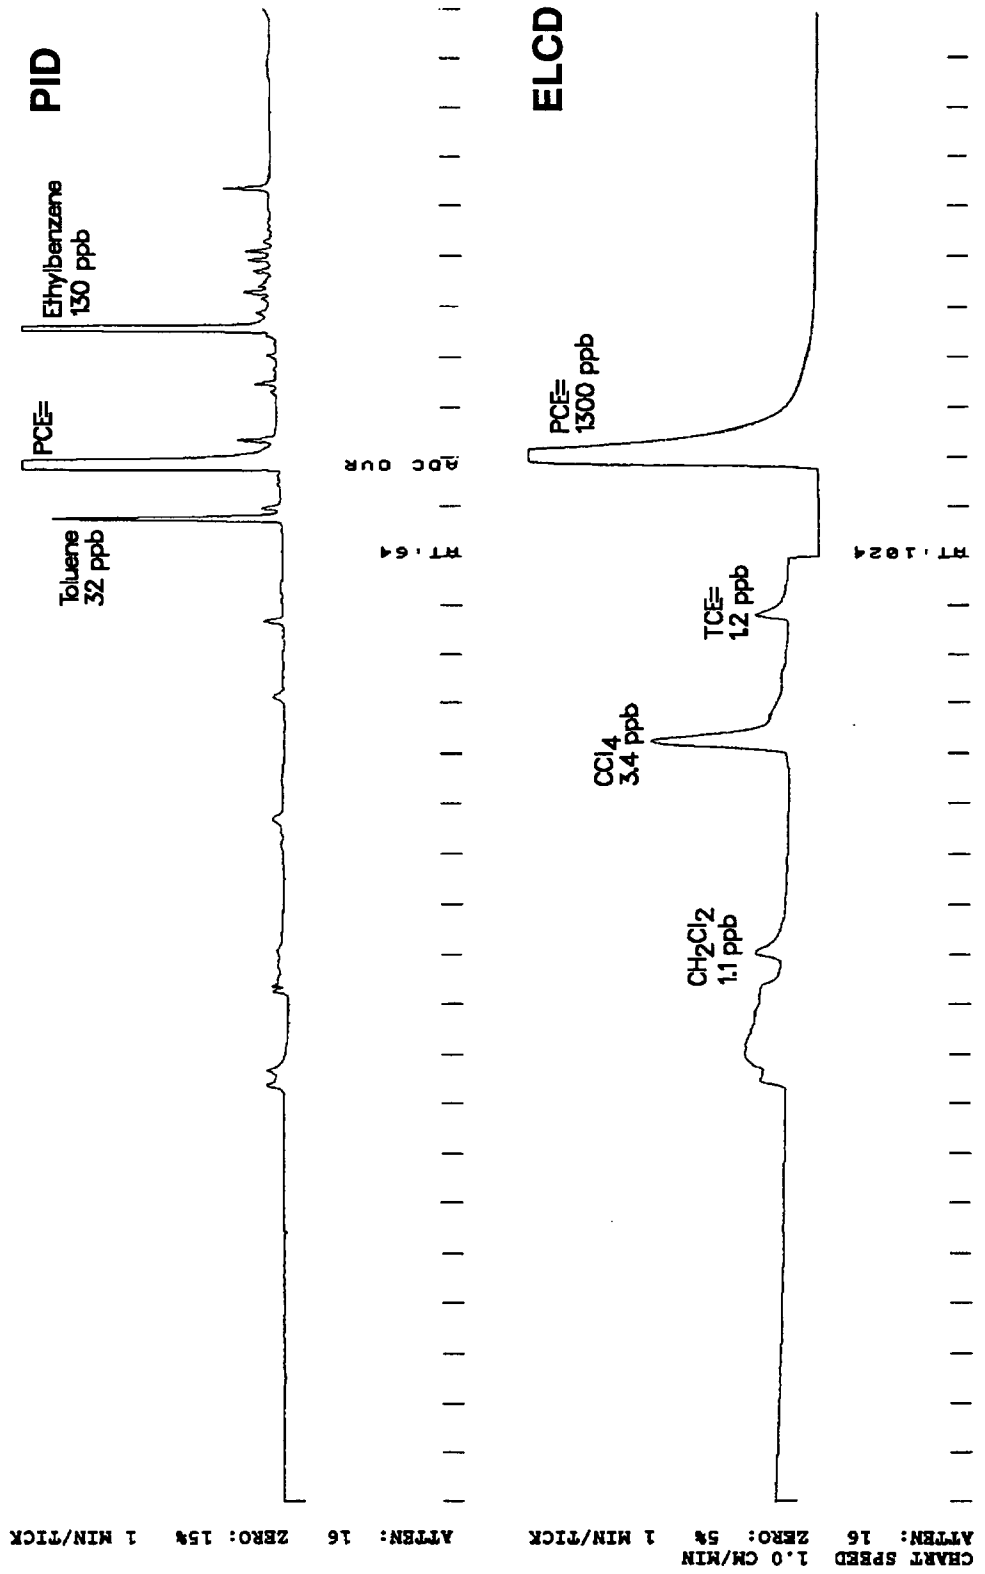 PID
Ethylbenzene
130 ppb
PCE=
ADC OVR
Toluene
32 ppb
AT: 64
ATTEN: 16 ZERO: 15% 1 MIN/TICK
ELCD
PCE=
1300 ppb
AT: 1024
TCE=
1.2 ppb
CCl4
3.4 ppb
CH2Cl2
1.1 ppb
CHART SPEED 1.0 CM/MIN
ATTEN: 16 ZERO: 5% 1 MIN/TICK